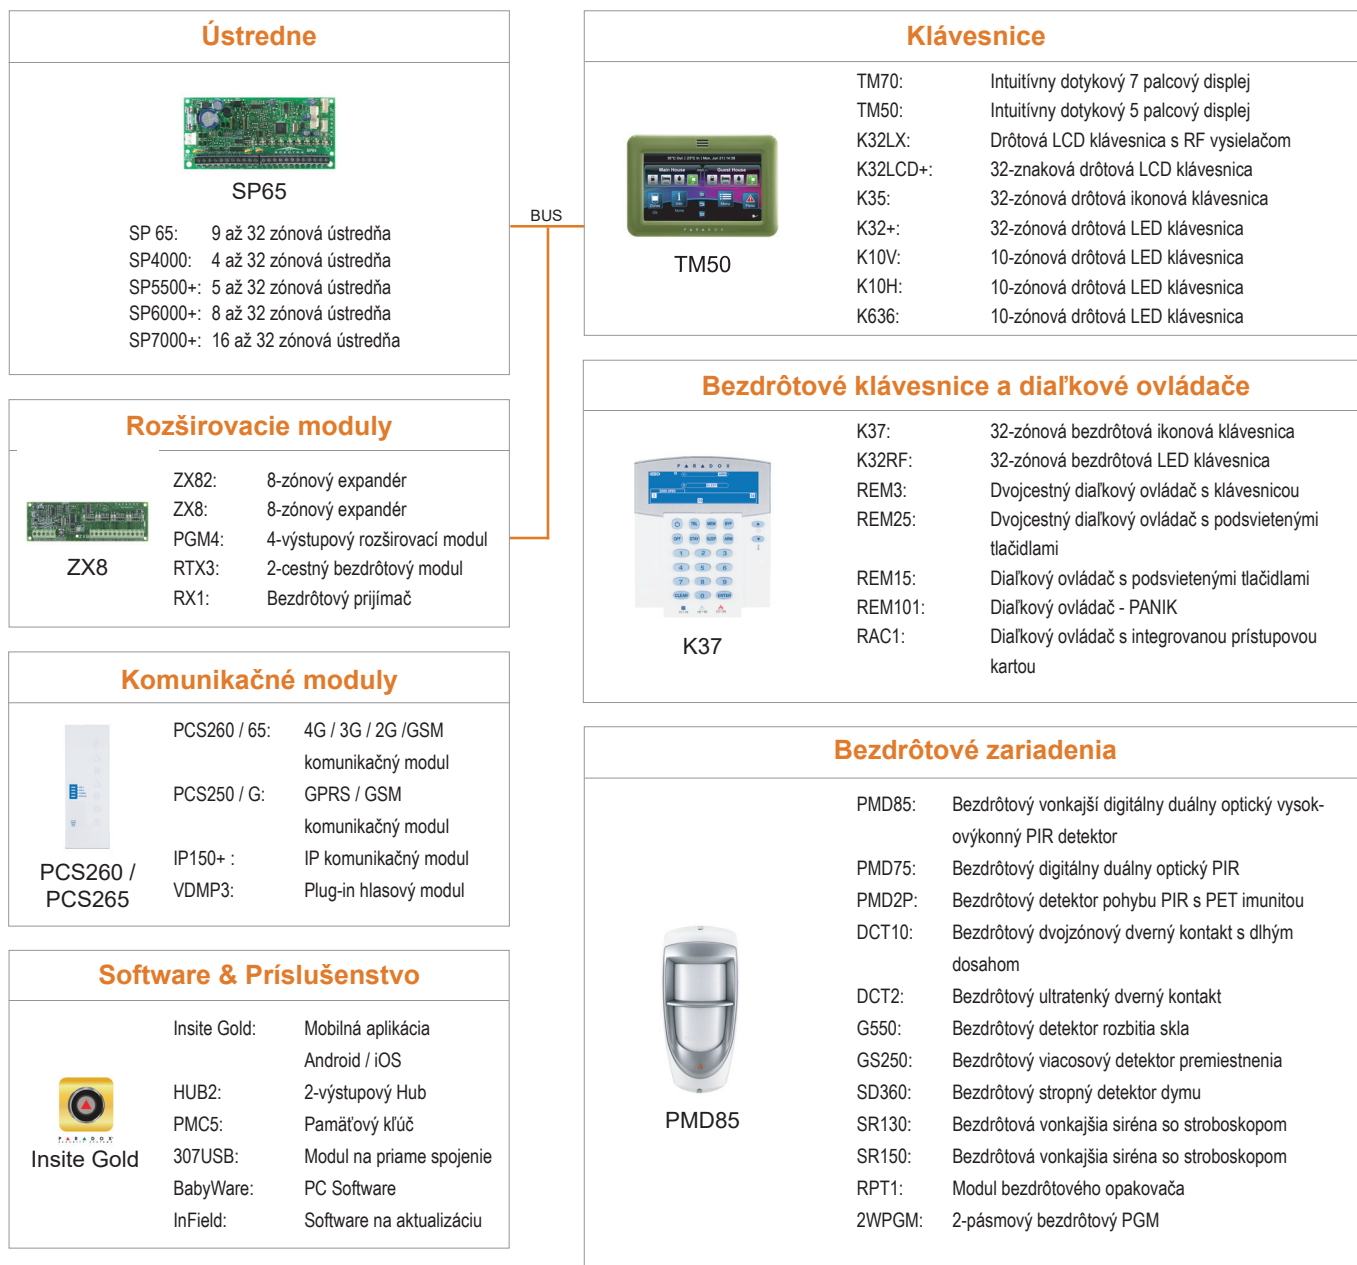 Ústredne
SP65
SP 65: 9 až 32 zónová ústredňa
SP4000: 4 až 32 zónová ústredňa
SP5500+: 5 až 32 zónová ústredňa
SP6000+: 8 až 32 zónová ústredňa
SP7000+: 16 až 32 zónová ústredňa
BUS
Klávesnice
TM50
TM70: Intuitívny dotykový 7 palcový displej
TM50: Intuitívny dotykový 5 palcový displej
K32LX: Drôtová LCD klávesnica s RF vysielačom
K32LCD+: 32-znaková drôtová LCD klávesnica
K35: 32-zónová drôtová ikonová klávesnica
K32+: 32-zónová drôtová LED klávesnica
K10V: 10-zónová drôtová LED klávesnica
K10H: 10-zónová drôtová LED klávesnica
K636: 10-zónová drôtová LED klávesnica
Rozširovacie moduly
ZX8
ZX82: 8-zónový expandér
ZX8: 8-zónový expandér
PGM4: 4-výstupový rozširovací modul
RTX3: 2-cestný bezdrôtový modul
RX1: Bezdrôtový prijímač
Bezdrôtové klávesnice a diaľkové ovládače
PARADOX
K37
K37: 32-zónová bezdrôtová ikonová klávesnica
K32RF: 32-zónová bezdrôtová LED klávesnica
REM3: Dvojcestný diaľkový ovládač s klávesnicou
REM25: Dvojcestný diaľkový ovládač s podsvietenými
tlačidlami
REM15: Diaľkový ovládač s podsvietenými tlačidlami
REM101: Diaľkový ovládač - PANIK
RAC1: Diaľkový ovládač s integrovanou prístupovou
kartou
Komunikačné moduly
PCS260 /
PCS265
PCS260 / 65: 4G / 3G / 2G /GSM
komunikačný modul
PCS250 / G: GPRS / GSM
komunikačný modul
IP150+ : IP komunikačný modul
VDMP3: Plug-in hlasový modul
Bezdrôtové zariadenia
PMD85
PMD85: Bezdrôtový vonkajší digitálny duálny optický vysok-
ovýkonný PIR detektor
PMD75: Bezdrôtový digitálny duálny optický PIR
PMD2P: Bezdrôtový detektor pohybu PIR s PET imunitou
DCT10: Bezdrôtový dvojzónový dverný kontakt s dlhým
dosahom
DCT2: Bezdrôtový ultratenký dverný kontakt
G550: Bezdrôtový detektor rozbitia skla
GS250: Bezdrôtový viacosový detektor premiestnenia
SD360: Bezdrôtový stropný detektor dymu
SR130: Bezdrôtová vonkajšia siréna so stroboskopom
SR150: Bezdrôtová vonkajšia siréna so stroboskopom
RPT1: Modul bezdrôtového opakovača
2WPGM: 2-pásmový bezdrôtový PGM
Software & Príslušenstvo
PARADOX
Insite Gold
Insite Gold: Mobilná aplikácia
Android / iOS
HUB2: 2-výstupový Hub
PMC5: Pamäťový kľúč
307USB: Modul na priame spojenie
BabyWare: PC Software
InField: Software na aktualizáciu